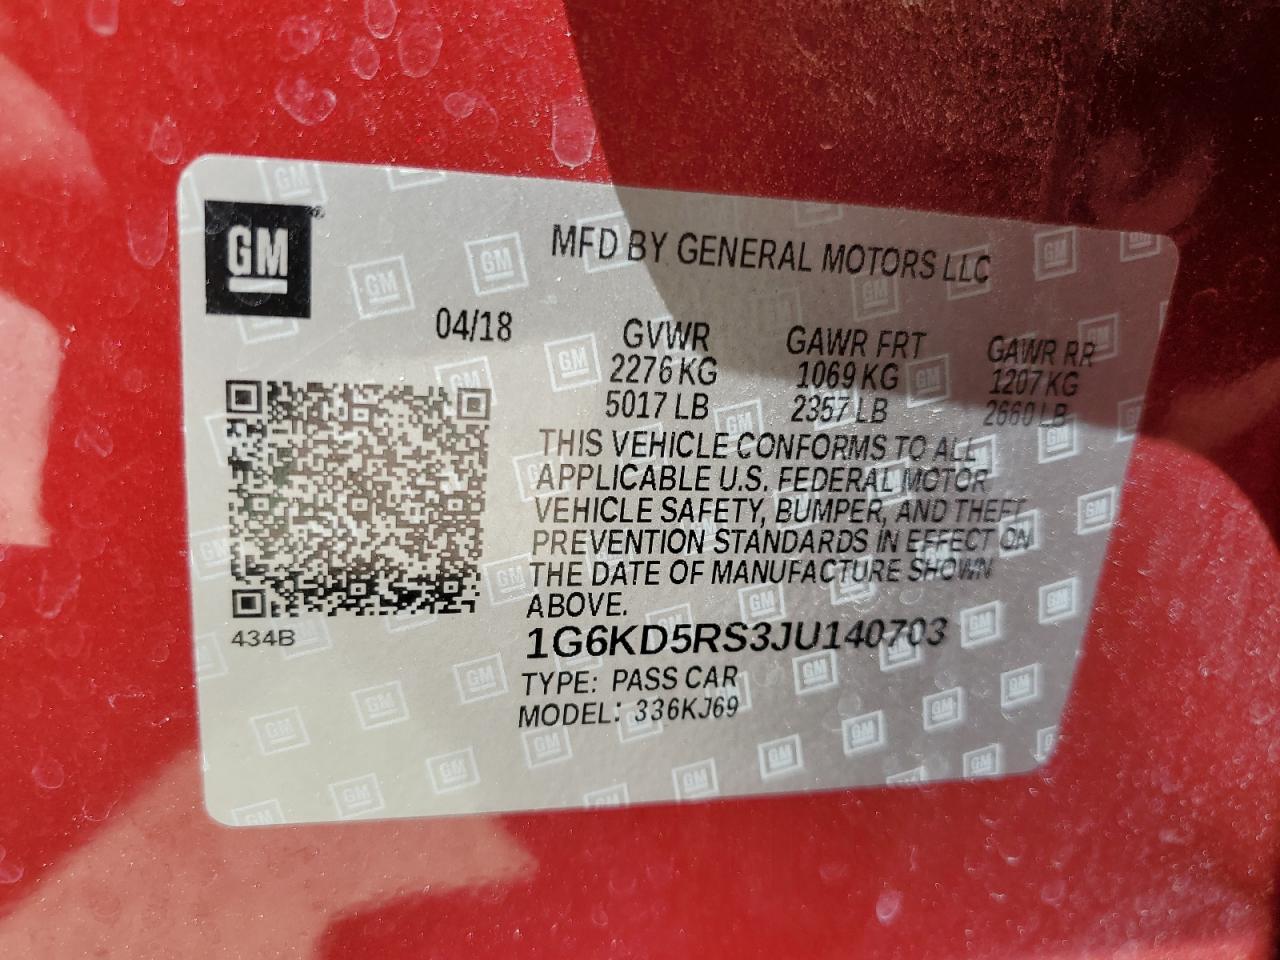 GM
MFD BY GENERAL MOTORS LLC
04/18
GVWR GAWR FRT GAWR RR
2276 KG 1069 KG 1207 KG
5017 LB 2357 LB 2660 LB
THIS VEHICLE CONFORMS TO ALL
APPLICABLE U.S. FEDERAL MOTOR
VEHICLE SAFETY, BUMPER, AND THEFT
PREVENTION STANDARDS IN EFFECT ON
THE DATE OF MANUFACTURE SHOWN
ABOVE.
434B
1G6KD5RS3JU140703
TYPE: PASS CAR
MODEL: 336KJ69